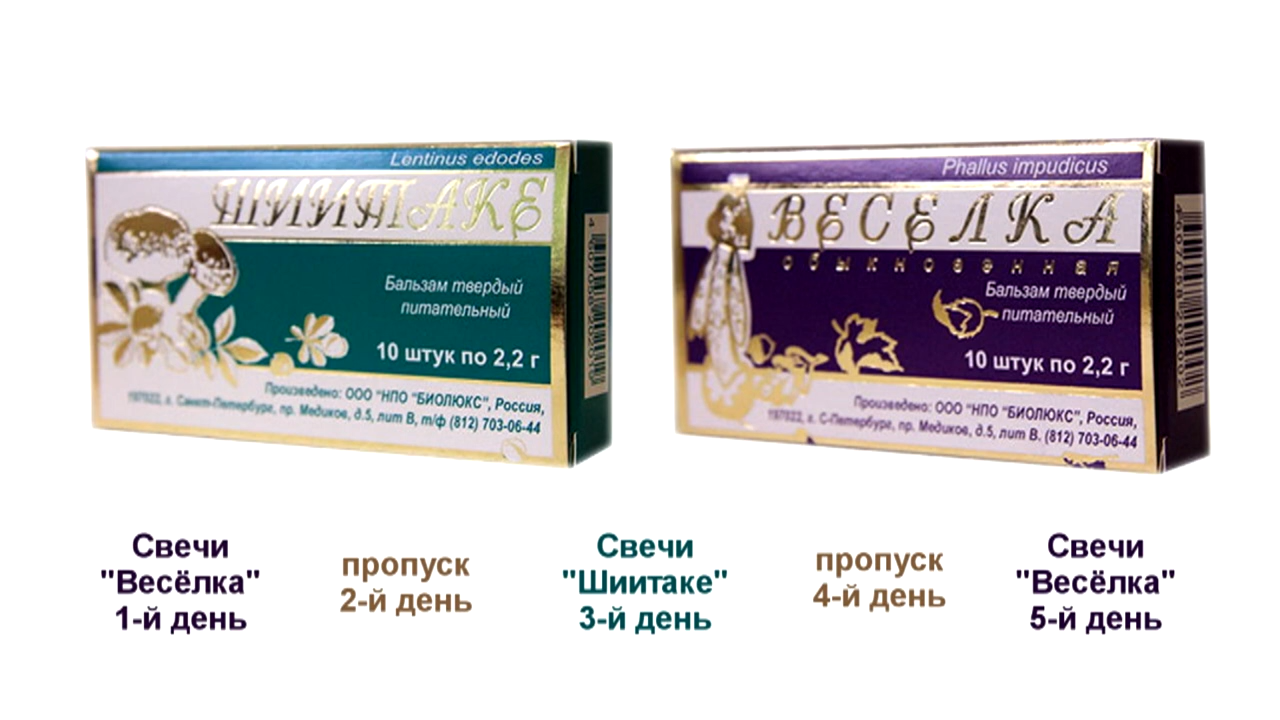 Lentinus edodes
ШИИТАКЕ
Бальзам твердый
питательный
10 штук по 2,2 г
Произведено: ООО "НПО "БИОЛЮКС", Россия,
197022, г. Санкт-Петербург, пр. Медиков, д.5, лит В, т/ф (812) 703-06-44
Phallus impudicus
ВЕСЁЛКА
обыкновенная
Бальзам твердый
питательный
10 штук по 2,2 г
Произведено: ООО "НПО "БИОЛЮКС", Россия,
197022, г. С-Петербург, пр. Медиков, д.5, лит В. (812) 703-06-44
Свечи
"Весёлка"
1-й день
пропуск
2-й день
Свечи
"Шиитаке"
3-й день
пропуск
4-й день
Свечи
"Весёлка"
5-й день